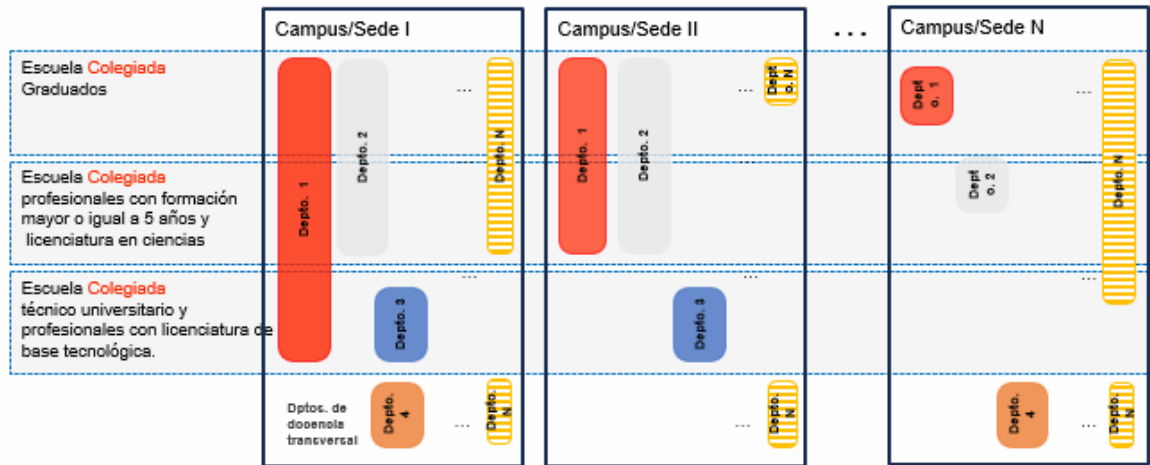 Campus/Sede I
Campus/Sede II
...
Campus/Sede N
Escuela Colegiada
Graduados
Escuela Colegiada
profesionales con formación
mayor o igual a 5 años y
licenciatura en ciencias
Escuela Colegiada
técnico universitario y
profesionales con licenciatura de
base tecnológica.
Dptos. de
docencia
transversal
Depto. 1
Depto. 2
...
Depto. N
...
...
Depto. 3
Depto.
4
...
Depto.
N
Depto. 1
Depto. 2
...
Dept
o. N
...
...
Depto. 3
...
Depto.
N
Dept
o. 1
Dept
o. 2
...
Depto. N
...
...
Depto.
4
...
Depto.
N